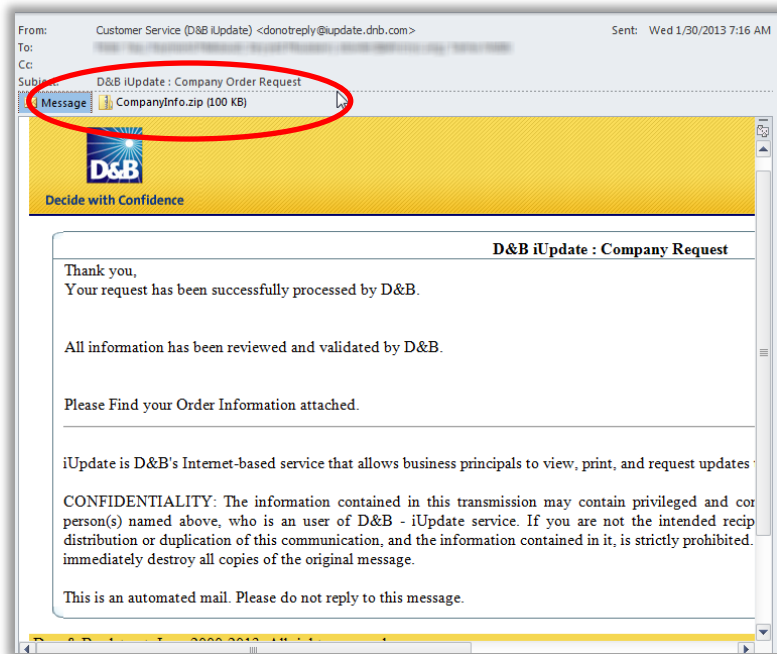 From: Customer Service (D&B iUpdate) <donotreply@iupdate.dnb.com> Sent: Wed 1/30/2013 7:16 AM
To:
Cc:
Subject: D&B iUpdate : Company Order Request
Message CompanyInfo.zip (100 KB)
D&B
Decide with Confidence
D&B iUpdate : Company Request
Thank you,
Your request has been successfully processed by D&B.
All information has been reviewed and validated by D&B.
Please Find your Order Information attached.
iUpdate is D&B's Internet-based service that allows business principals to view, print, and request updates
CONFIDENTIALITY: The information contained in this transmission may contain privileged and con
person(s) named above, who is an user of D&B - iUpdate service. If you are not the intended recip
distribution or duplication of this communication, and the information contained in it, is strictly prohibited.
immediately destroy all copies of the original message.
This is an automated mail. Please do not reply to this message.